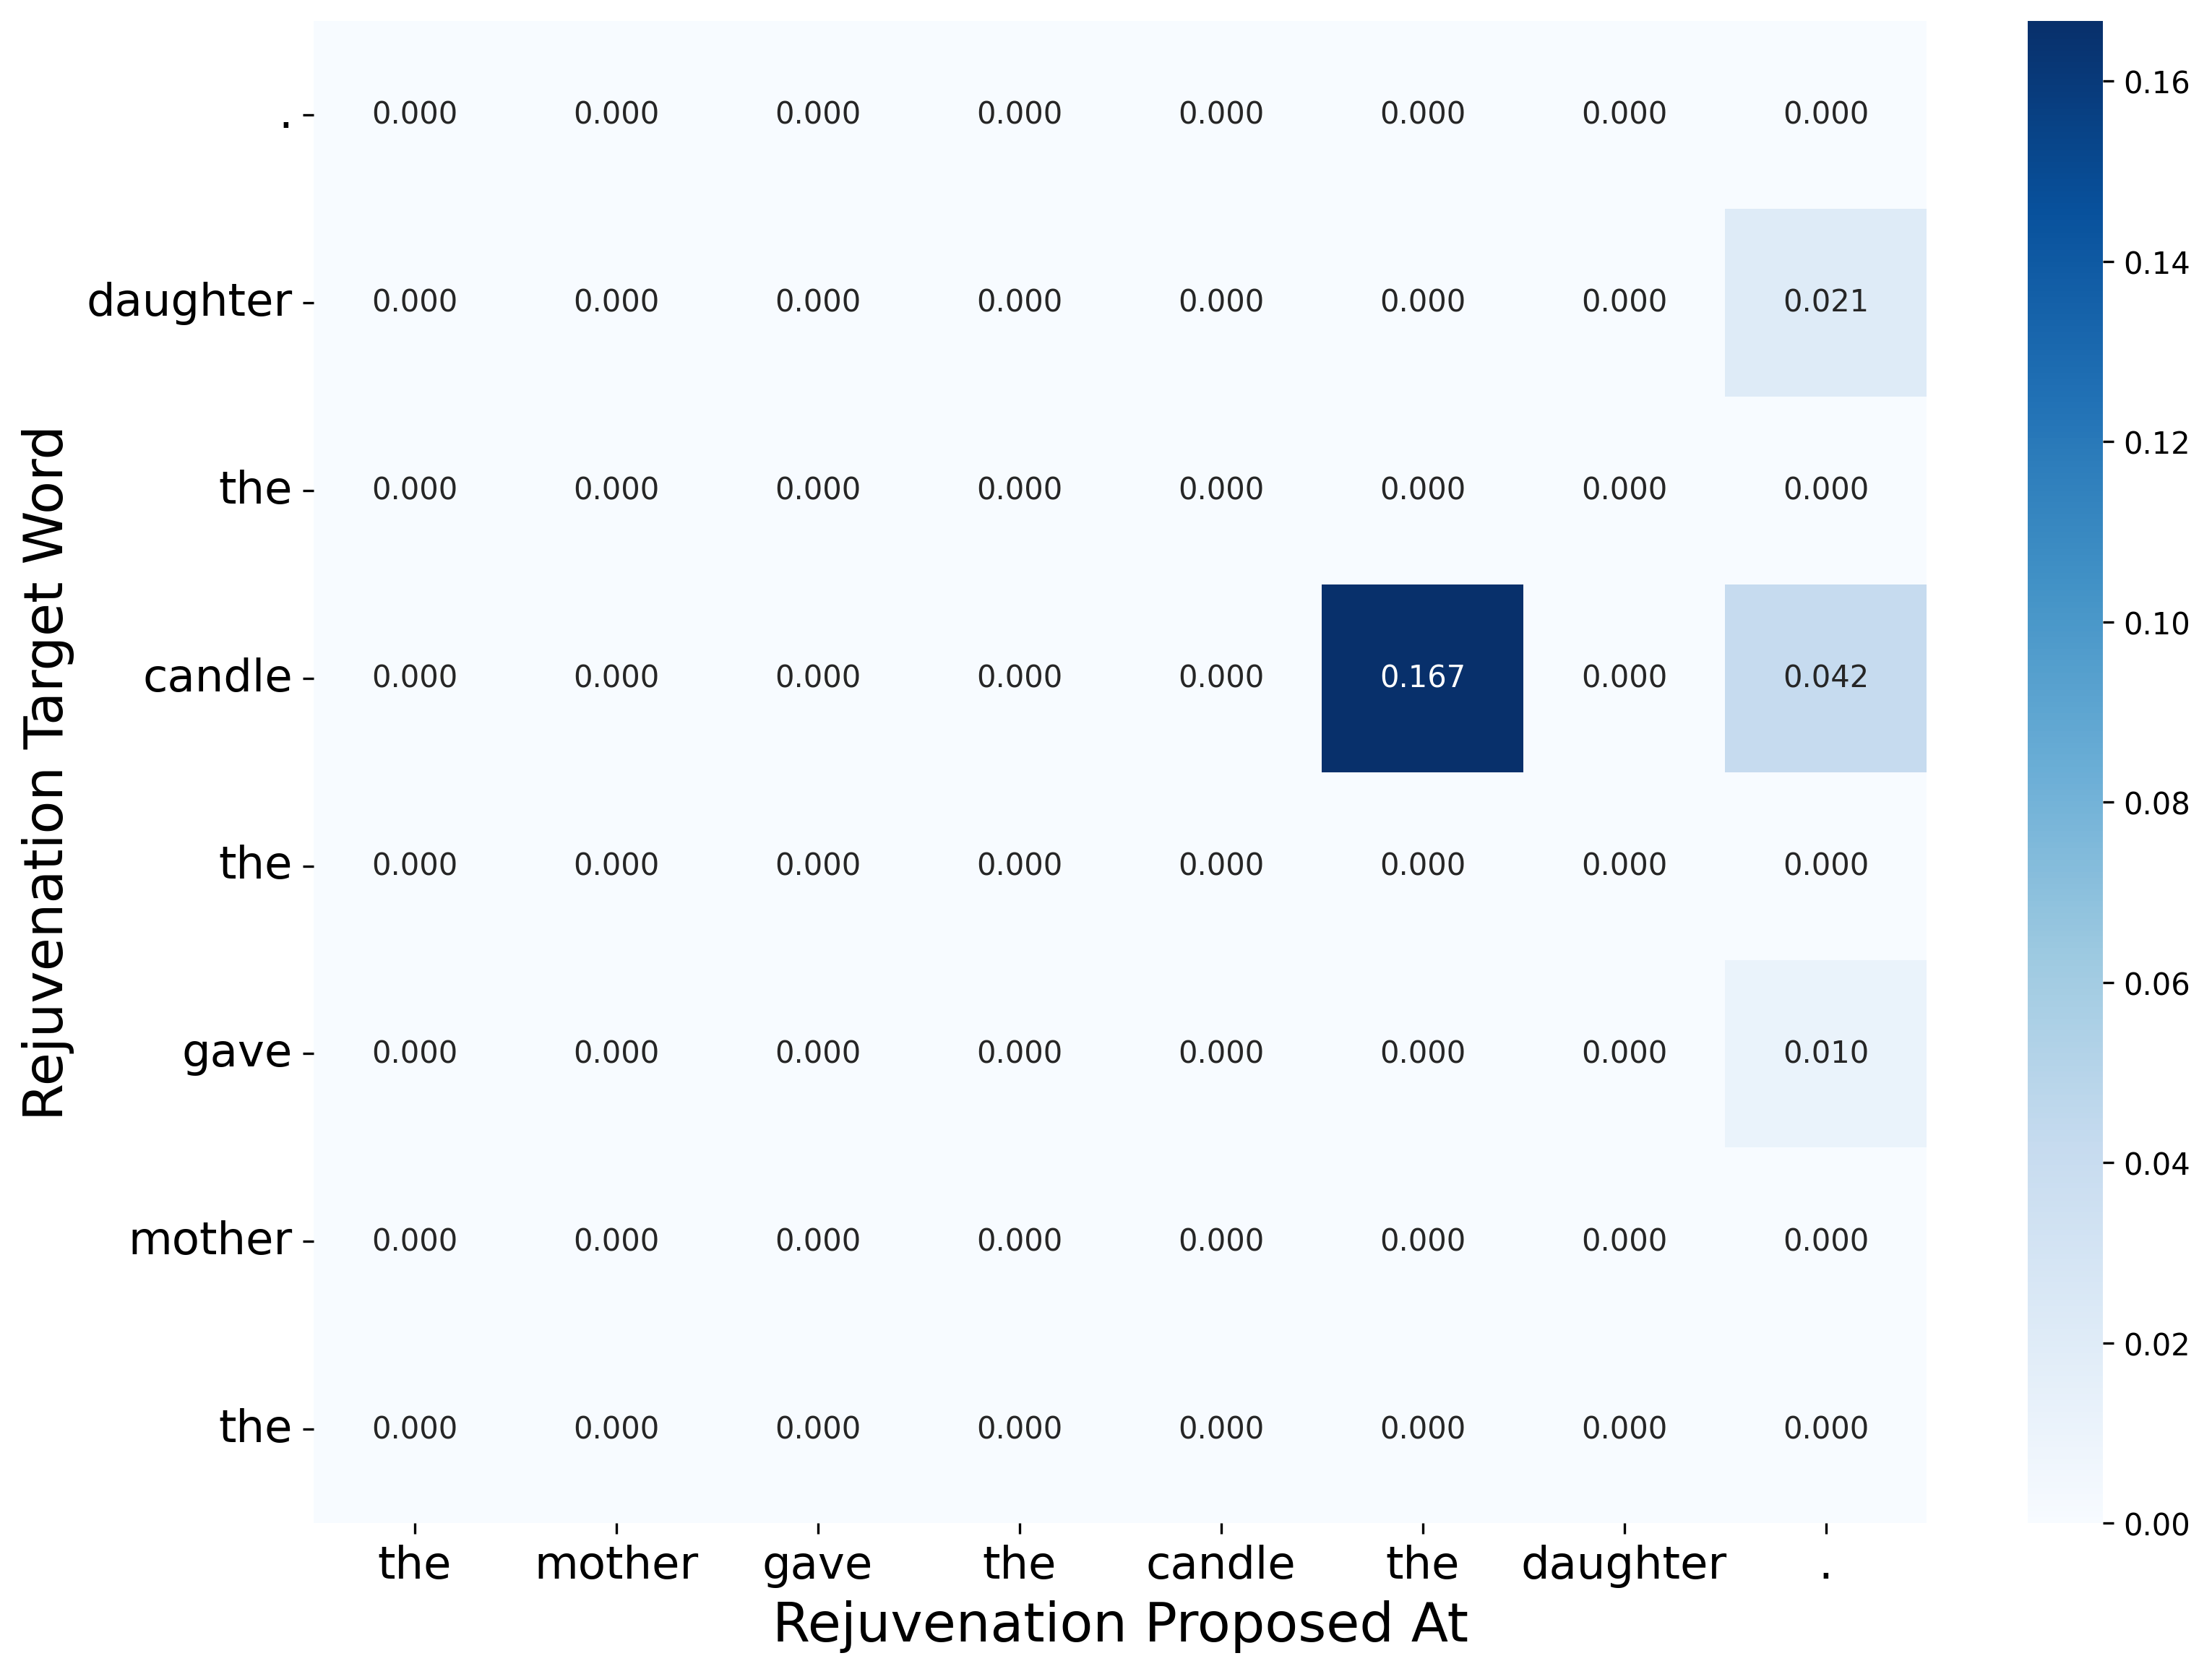 . 0.000 0.000 0.000 0.000 0.000 0.000 0.000 0.000
daughter 0.000 0.000 0.000 0.000 0.000 0.000 0.000 0.021
the 0.000 0.000 0.000 0.000 0.000 0.000 0.000 0.000
candle 0.000 0.000 0.000 0.000 0.000 0.167 0.000 0.042
the 0.000 0.000 0.000 0.000 0.000 0.000 0.000 0.000
gave 0.000 0.000 0.000 0.000 0.000 0.000 0.000 0.010
mother 0.000 0.000 0.000 0.000 0.000 0.000 0.000 0.000
the 0.000 0.000 0.000 0.000 0.000 0.000 0.000 0.000
the mother gave the candle the daughter .
Rejuvenation Proposed At
Rejuvenation Target Word
0.16
0.14
0.12
0.10
0.08
0.06
0.04
0.02
0.00